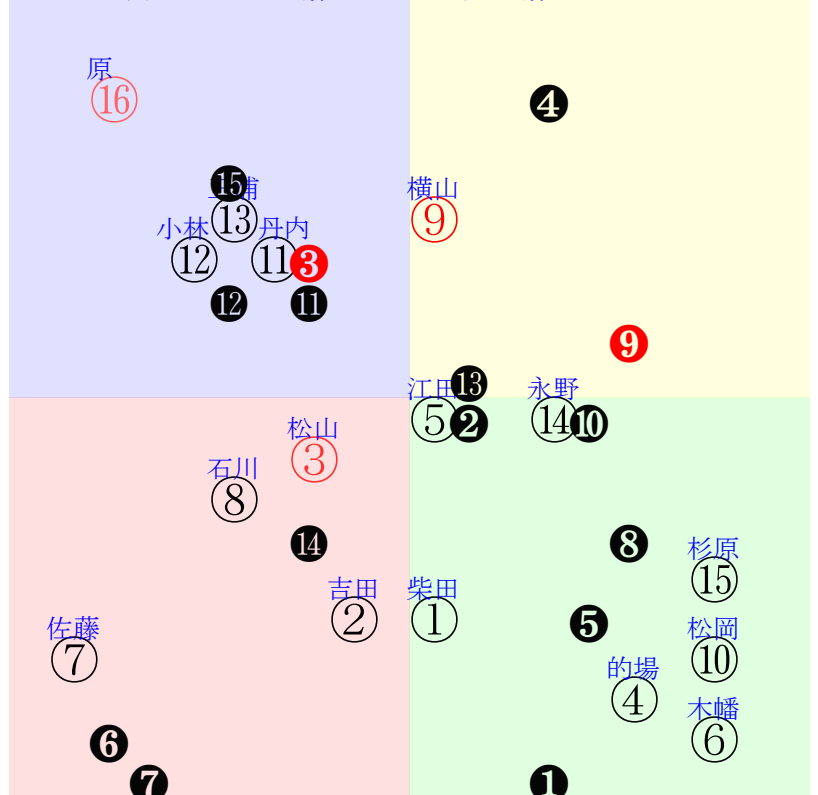 原
⑯
❹
⓯
横山
⑬
⑨
小林
丹内
⑫
⑪
❸
⓬
⓫
❾
江田
⓭
永野
⑤
❷
⑭
❿
松山
③
石川
⑧
⓮
❽
杉原
⑮
吉田
柴田
②
①
❺
佐藤
松岡
⑦
⑩
的場
④
木幡
⑥
❻
❼
❶